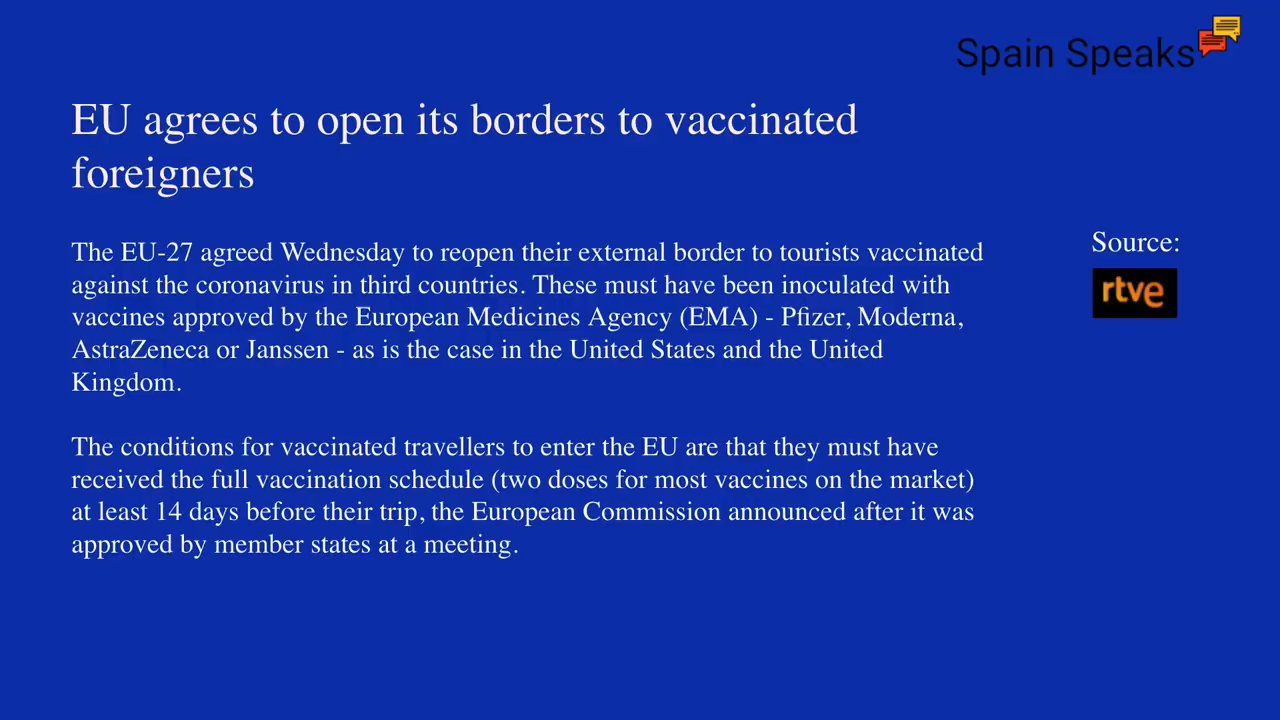 Spain Speaks
EU agrees to open its borders to vaccinated
foreigners
The EU-27 agreed Wednesday to reopen their external border to tourists vaccinated
against the coronavirus in third countries. These must have been inoculated with
vaccines approved by the European Medicines Agency (EMA) - Pfizer, Moderna,
AstraZeneca or Janssen - as is the case in the United States and the United
Kingdom.
The conditions for vaccinated travellers to enter the EU are that they must have
received the full vaccination schedule (two doses for most vaccines on the market)
at least 14 days before their trip, the European Commission announced after it was
approved by member states at a meeting.
Source:
rtve